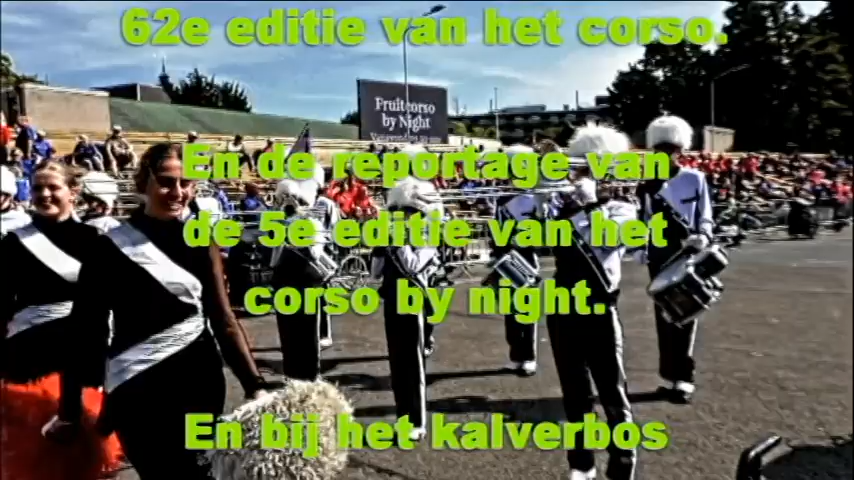 62e editie van het corso.
Fruitcorso
by Night
En de reportage van
de 5e editie van het
corso by night.
En bij het kalverbos